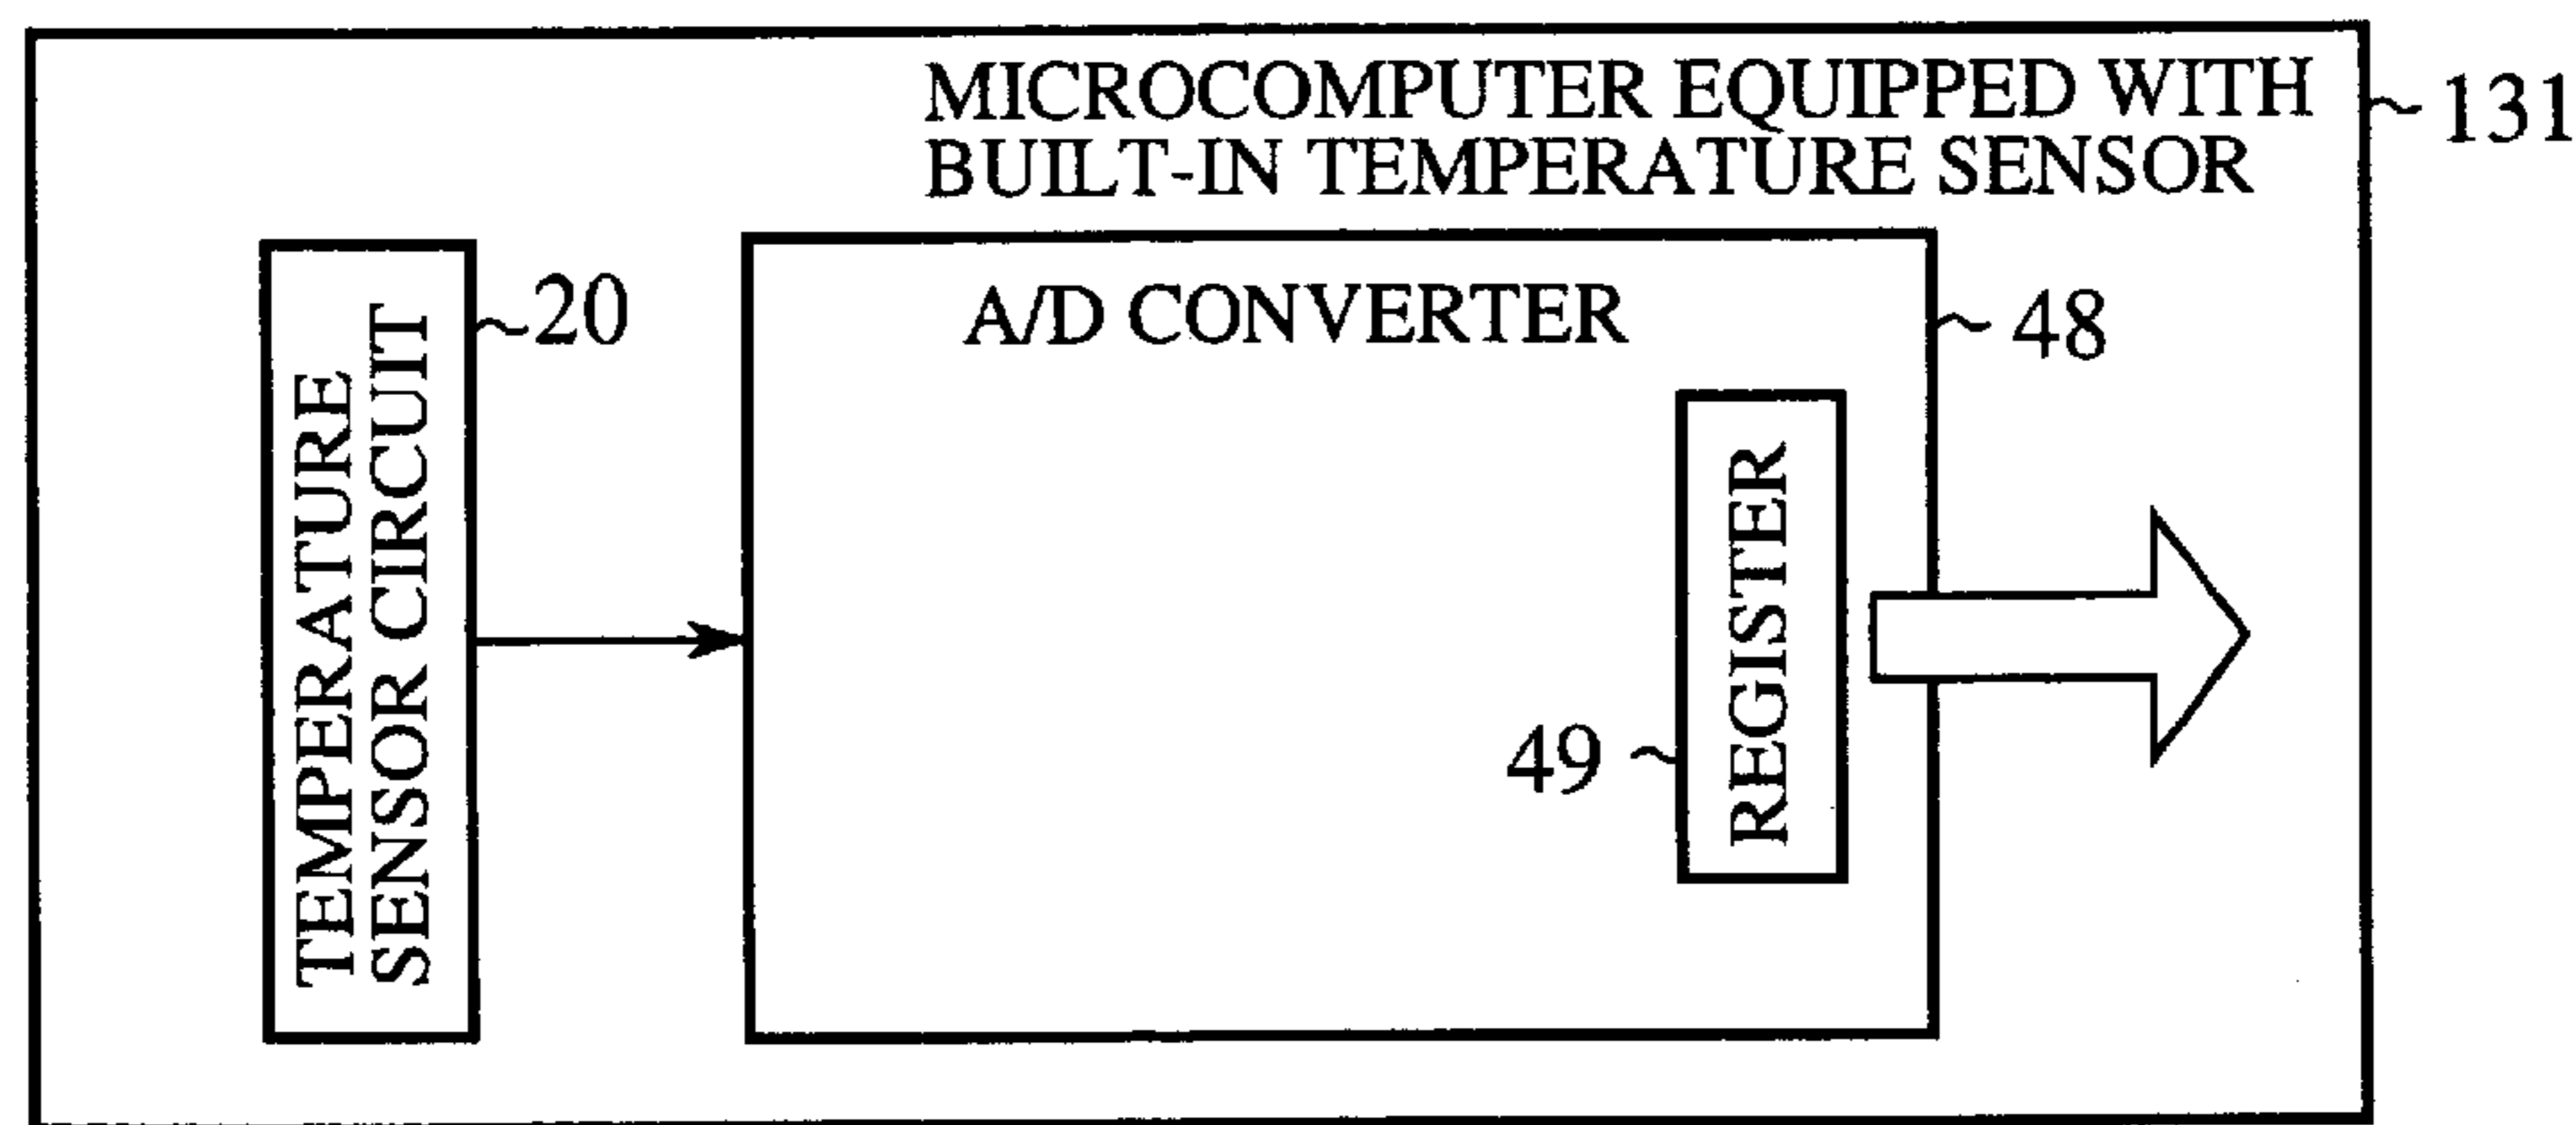 MICROCOMPUTER EQUIPPED WITH
BUILT-IN TEMPERATURE SENSOR
131
TEMPERATURE
SENSOR CIRCUIT
20
A/D CONVERTER
48
REGISTER
49